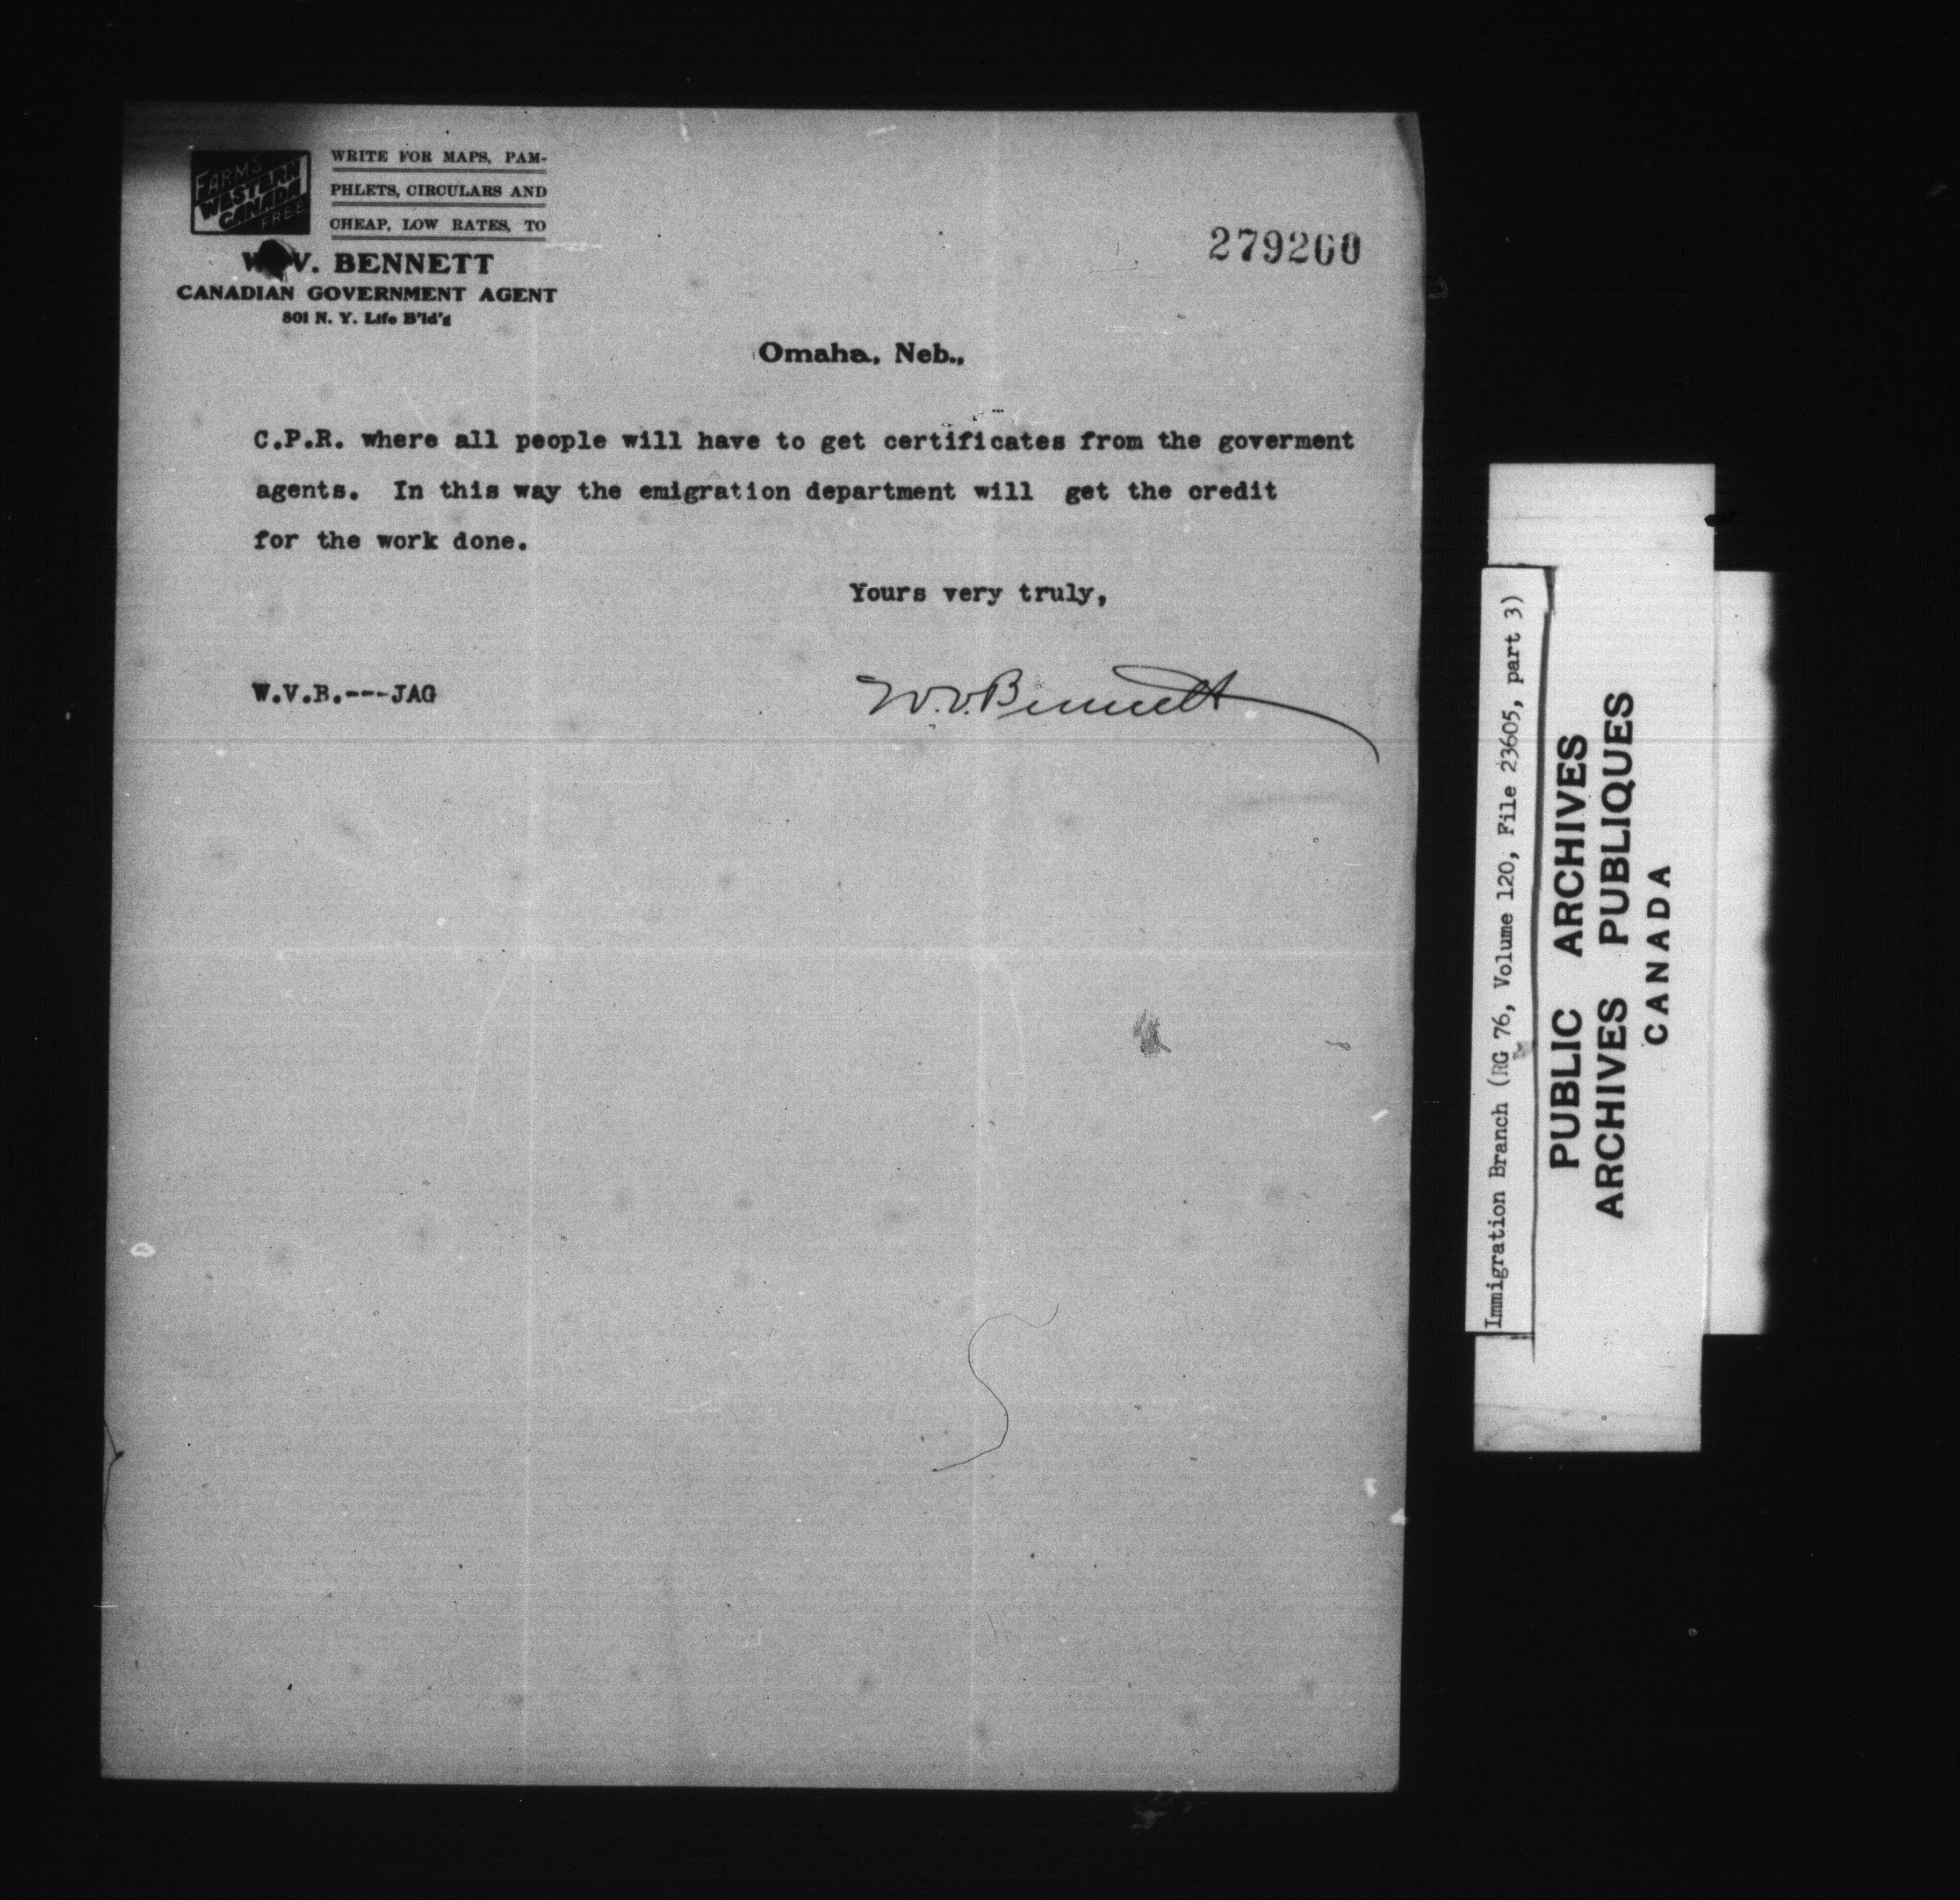 FARMS
WESTERN
CANADA
FREE
WRITE FOR MAPS, PAM-
PHLETS, CIRCULARS AND
CHEAP, LOW RATES, TO
W. V. BENNETT
CANADIAN GOVERNMENT AGENT
801 N. Y. Life B'ld'g
279260
Omaha, Neb.,
C.P.R. where all people will have to get certificates from the goverment
agents. In this way the emigration department will get the credit
for the work done.
Yours very truly,
W.V.B.---JAG
W.V. Bennett
Immigration Branch (RG 76, Volume 120, File 23605, part 3)
PUBLIC ARCHIVES
ARCHIVES PUBLIQUES
CANADA